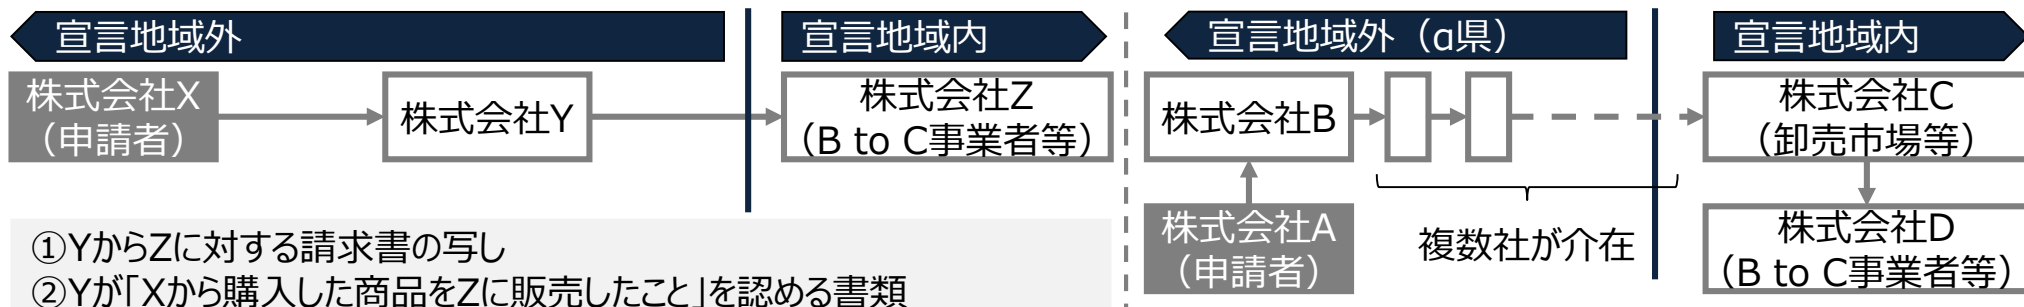 宣言地域外
宣言地域内
株式会社X
（申請者）
株式会社Y
株式会社Z
（B to C事業者等）
①YからZに対する請求書の写し
②Yが「Xから購入した商品をZに販売したこと」を認める書類
宣言地域外（α県）
宣言地域内
株式会社B
株式会社C
（卸売市場等）
株式会社A
（申請者）
複数社が介在
株式会社D
（B to C事業者等）